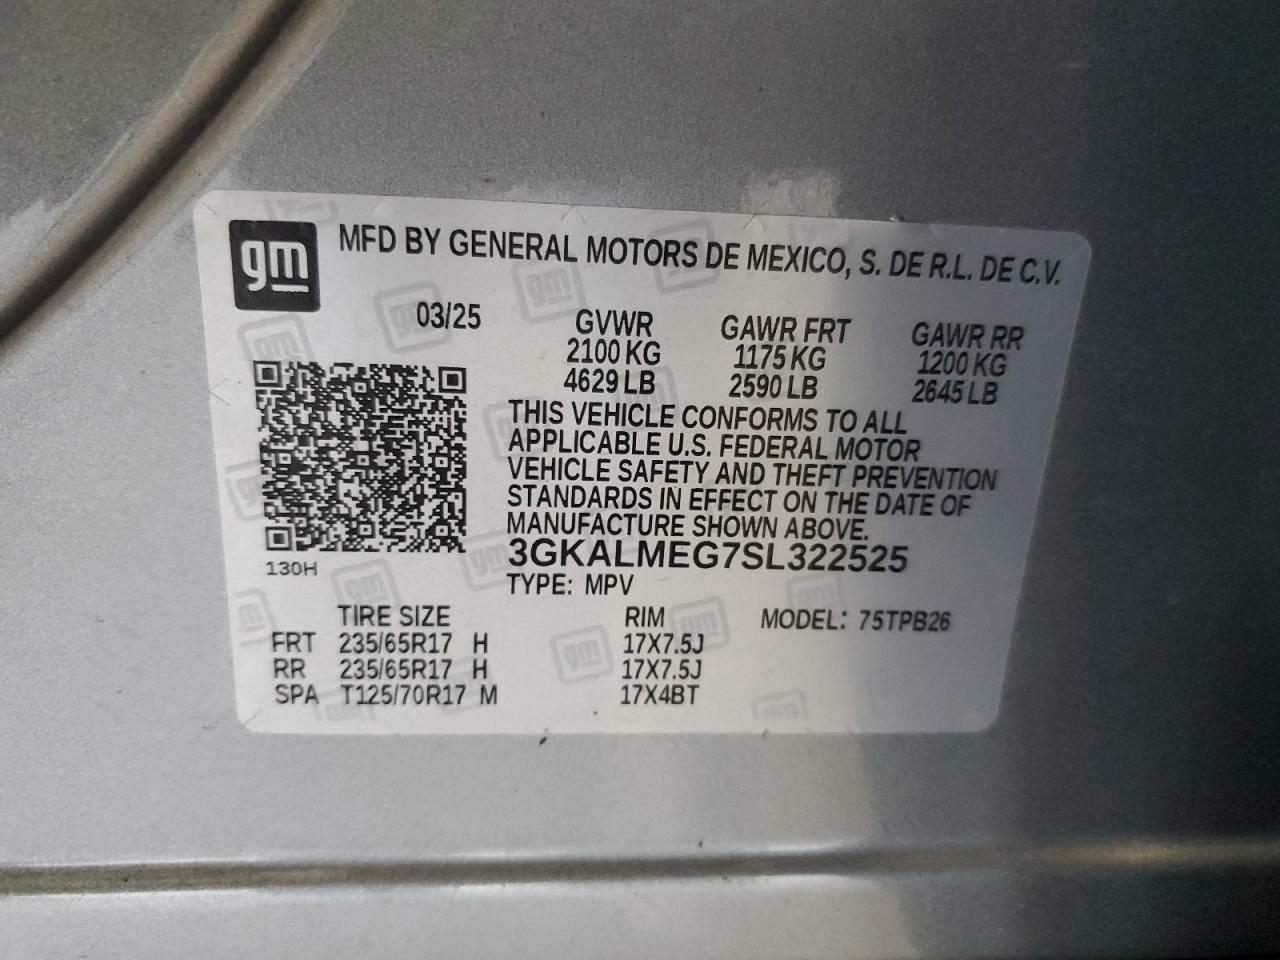 gm
MFD BY GENERAL MOTORS DE MEXICO, S. DE R.L. DE C.V.
03/25 GVWR GAWR FRT GAWR RR
2100 KG 1175 KG 1200 KG
4629 LB 2590 LB 2645 LB
THIS VEHICLE CONFORMS TO ALL
APPLICABLE U.S. FEDERAL MOTOR
VEHICLE SAFETY AND THEFT PREVENTION
STANDARDS IN EFFECT ON THE DATE OF
MANUFACTURE SHOWN ABOVE.
3GKALMEG7SL322525
130H
TYPE: MPV
TIRE SIZE RIM MODEL: 75TPB26
FRT 235/65R17 H 17X7.5J
RR 235/65R17 H 17X7.5J
SPA T125/70R17 M 17X4BT